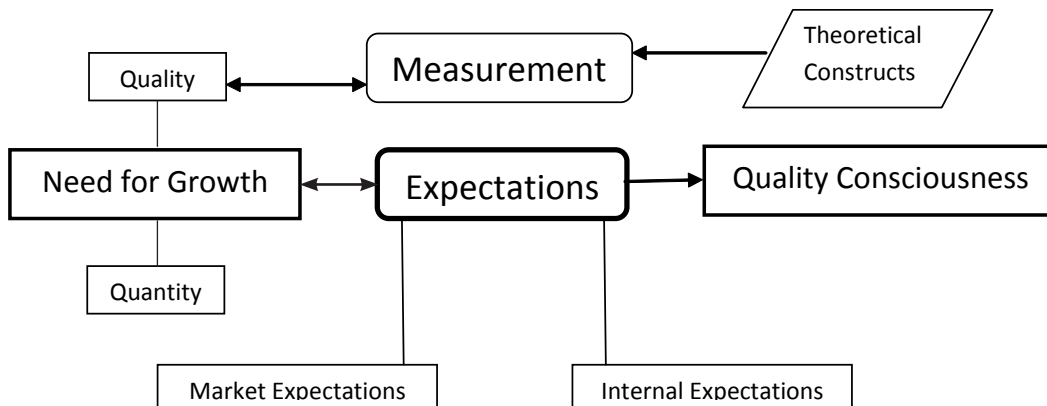 Theoretical
Constructs
Measurement
Quality
Need for Growth
Expectations
Quality Consciousness
Quantity
Market Expectations
Internal Expectations